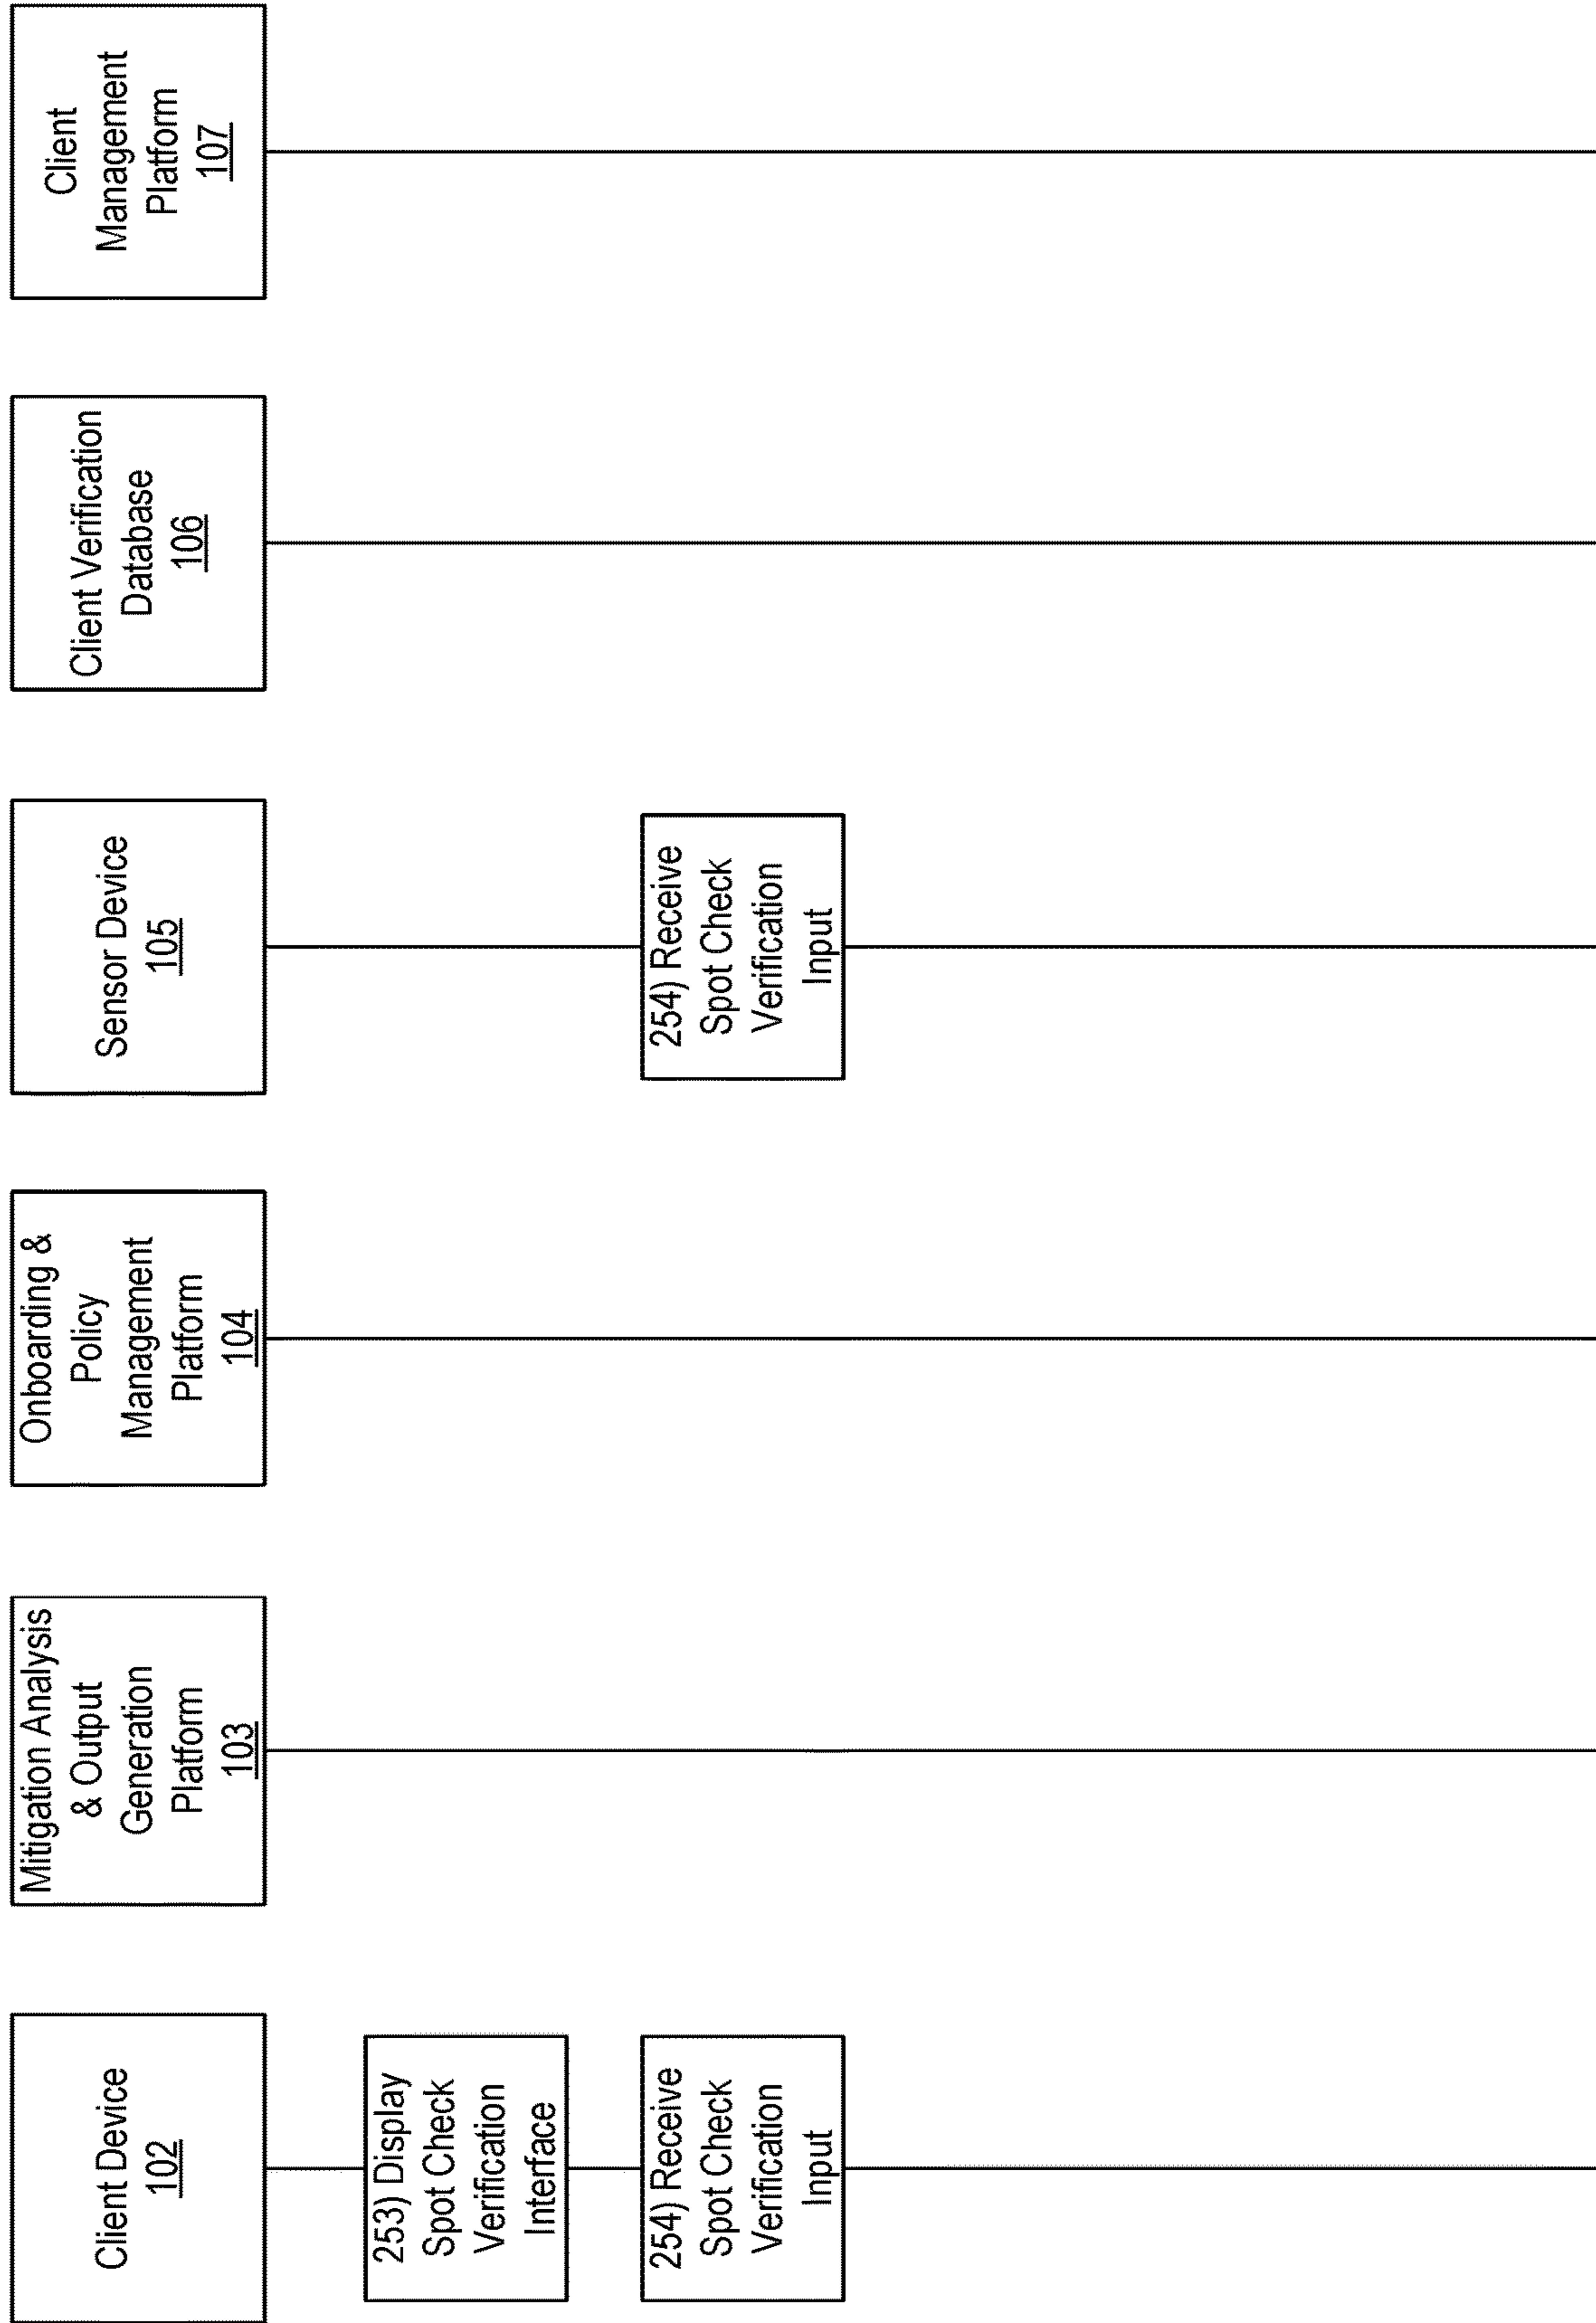 Client Device
102
Mitigation Analysis
& Output
Generation
Platform
103
Onboarding &
Policy
Management
Platform
104
Sensor Device
105
Client Verification
Database
106
Client
Management
Platform
107
253) Display
Spot Check
Verification
Interface
254) Receive
Spot Check
Verification
Input
254) Receive
Spot Check
Verification
Input